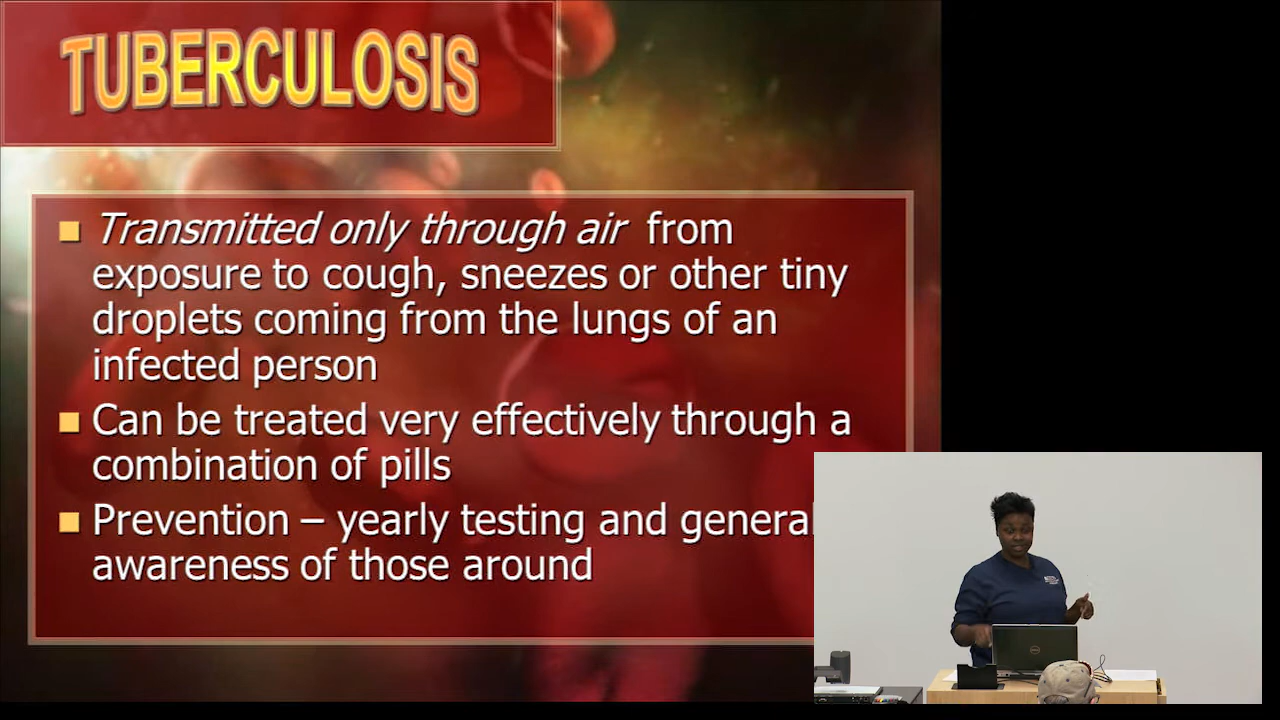 TUBERCULOSIS
Transmitted only through air from
exposure to cough, sneezes or other tiny
droplets coming from the lungs of an
infected person
Can be treated very effectively through a
combination of pills
Prevention – yearly testing and general
awareness of those around